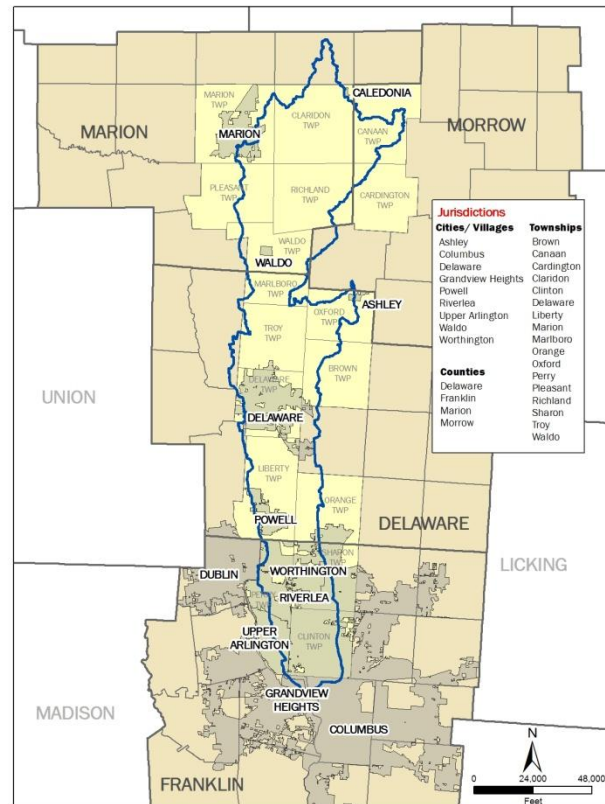 CALEDONIA
MARION
TWP
CLARIDON
TWP
MARION
MARION
CANAAN
TWP
MORROW
PLEASANT
TWP
RICHLAND
TWP
CARDINGTON
TWP
WALDO
TWP
WALDO
MARLBORO
TWP
ASHLEY
OXFORD
TWP
TROY
TWP
BROWN
TWP
DELAWARE
TWP
DELAWARE
UNION
LIBERTY
TWP
ORANGE
TWP
POWELL
DELAWARE
SHARON
TWP
LICKING
DUBLIN
WORTHINGTON
RIVERLEA
PERRY
TWP
UPPER
ARLINGTON
CLINTON
TWP
GRANDVIEW
HEIGHTS
MADISON
COLUMBUS
FRANKLIN
Jurisdictions
Cities/ Villages
Ashley
Columbus
Delaware
Grandview Heights
Powell
Riverlea
Upper Arlington
Waldo
Worthington
Counties
Delaware
Franklin
Marion
Morrow
Townships
Brown
Canaan
Cardington
Claridon
Clinton
Delaware
Liberty
Marion
Marlboro
Orange
Oxford
Perry
Pleasant
Richland
Sharon
Troy
Waldo
N
0 24,000 48,000
Feet